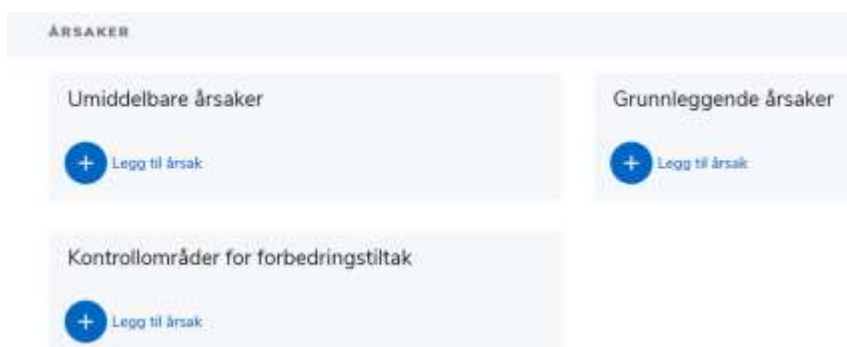 ÅRSAKER
Umiddelbare årsaker
Legg til årsak
Grunnleggende årsaker
Legg til årsak
Kontrollområder for forbedringstiltak
Legg til årsak